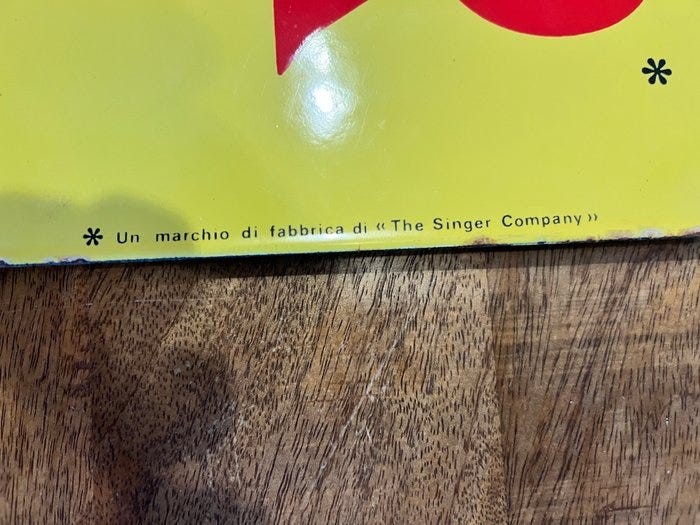 *
* Un marchio di fabbrica di «The Singer Company»